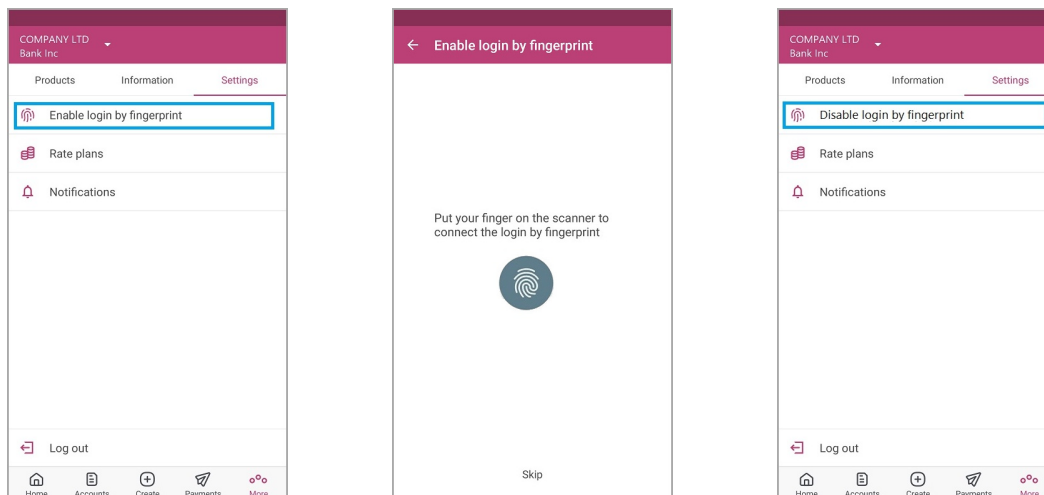 COMPANY LTD
Bank Inc
Products Information Settings
Enable login by fingerprint
Rate plans
Notifications
Log out
Home Accounts Create Payments More
Enable login by fingerprint
Put your finger on the scanner to
connect the login by fingerprint
Skip
COMPANY LTD
Bank Inc
Products Information Settings
Disable login by fingerprint
Rate plans
Notifications
Log out
Home Accounts Create Payments More